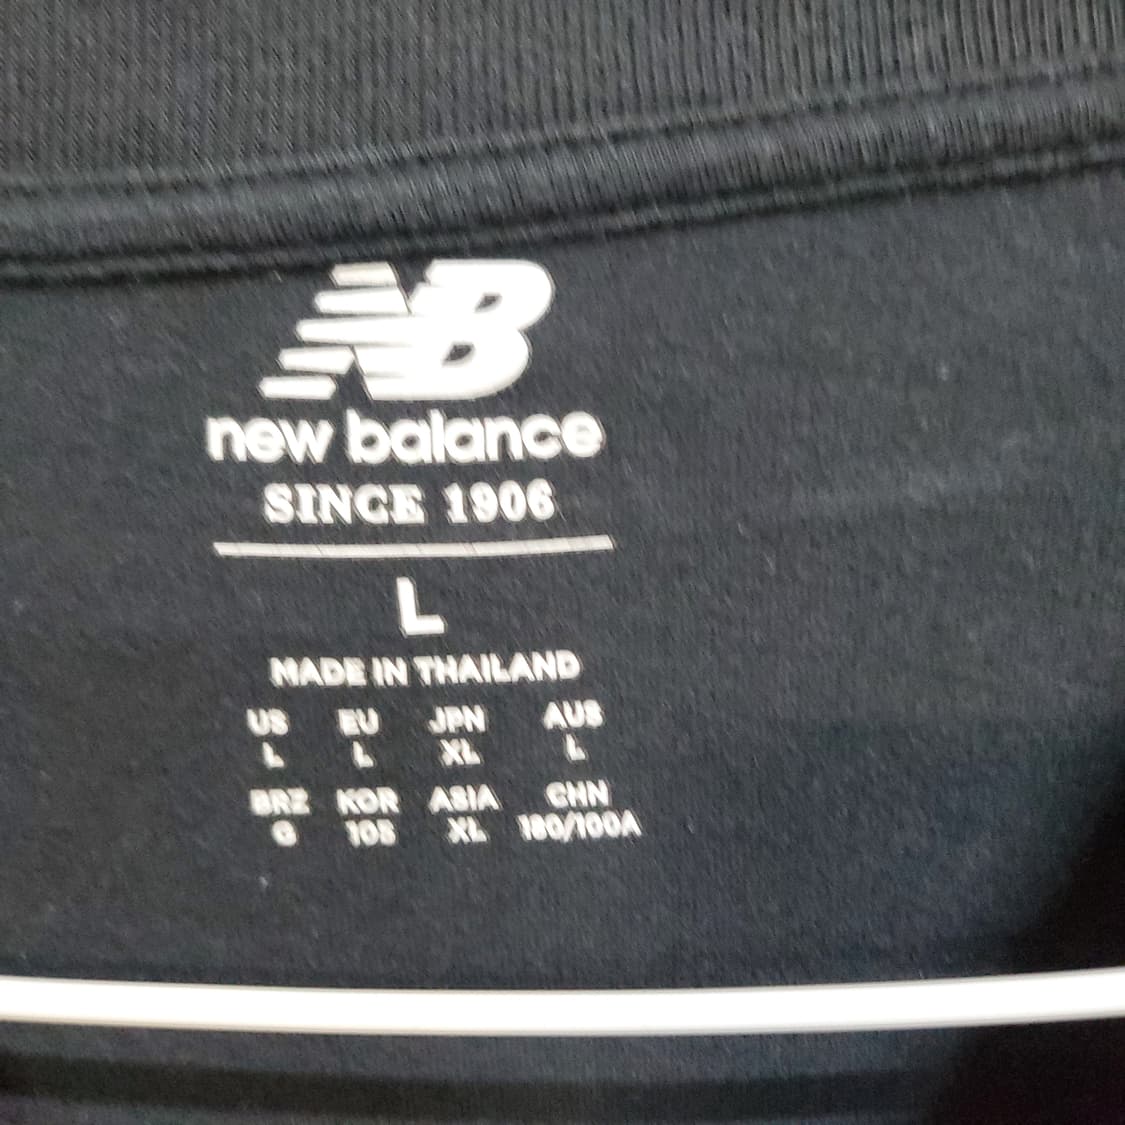 NB
new balance
SINCE 1906
L
MADE IN THAILAND
US EU JPN AUS
L L XL L
BRZ KOR ASIA CHN
G 105 XL 180/100A